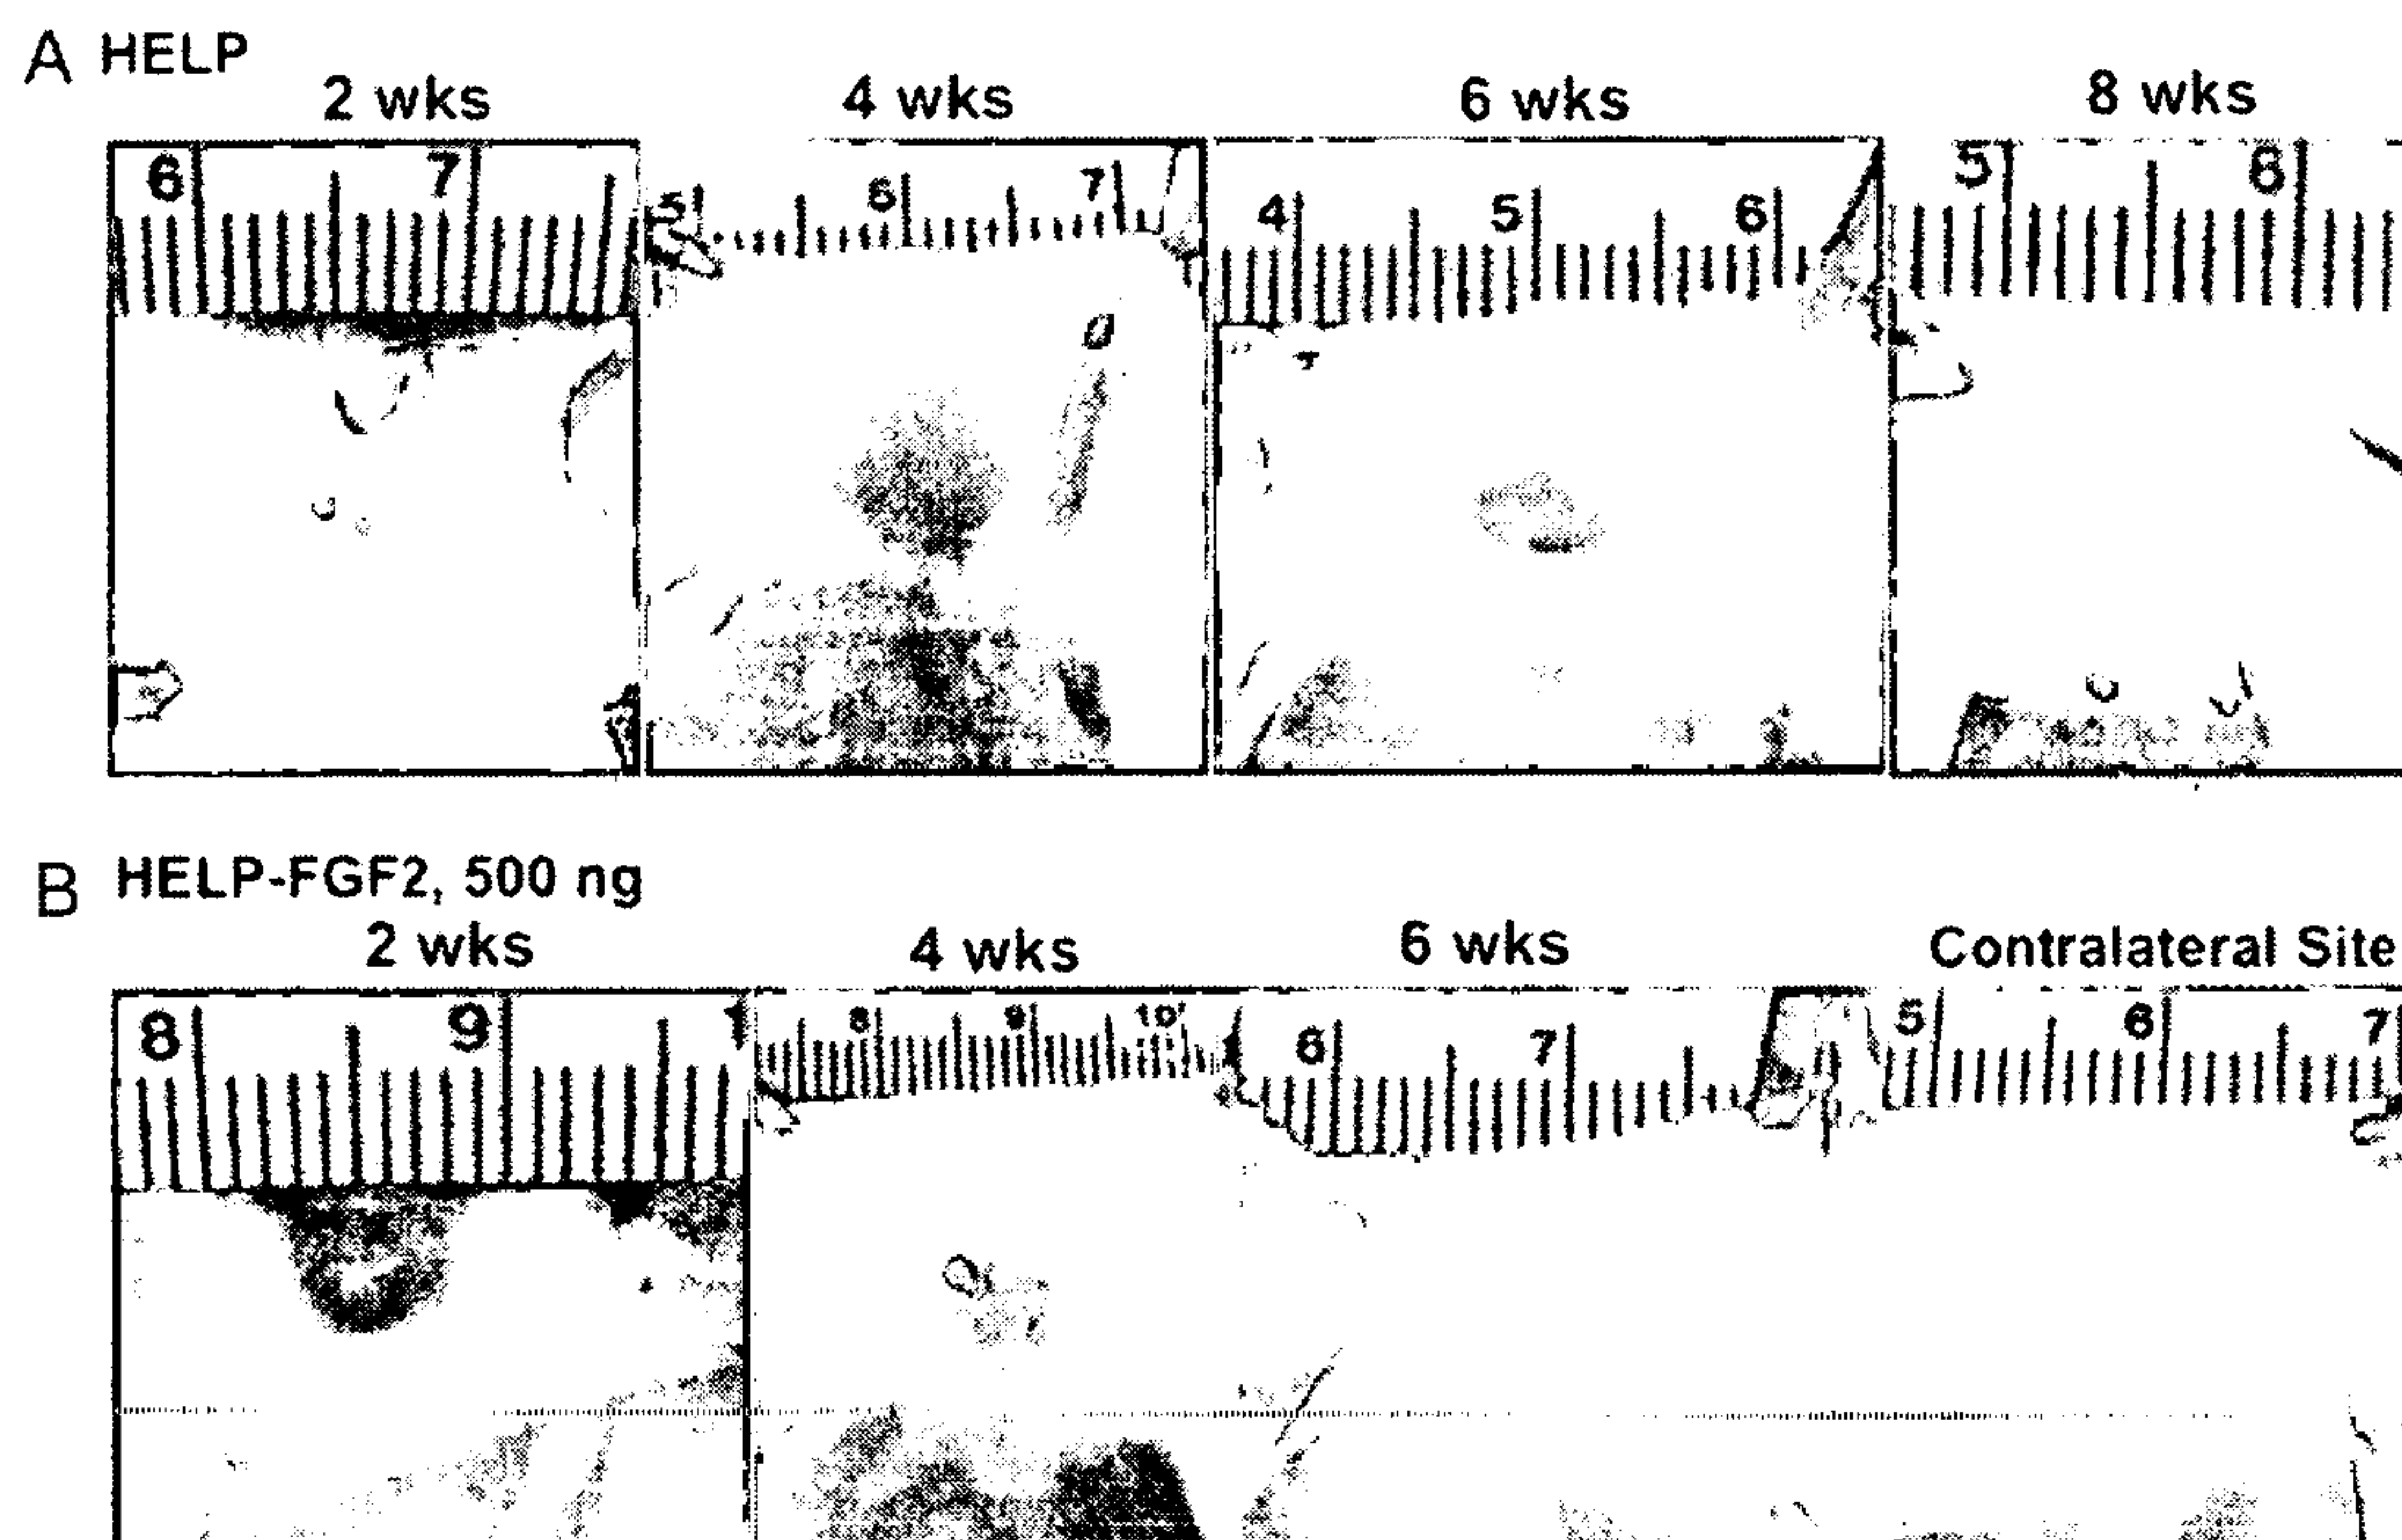 A HELP
2 wks 4 wks 6 wks 8 wks
6 7 5 6 7 4 5 6 5 6
B HELP-FGF2, 500 ng
2 wks 4 wks 6 wks Contralateral Site
8 9 1 8 9 10 6 7 5 6 7